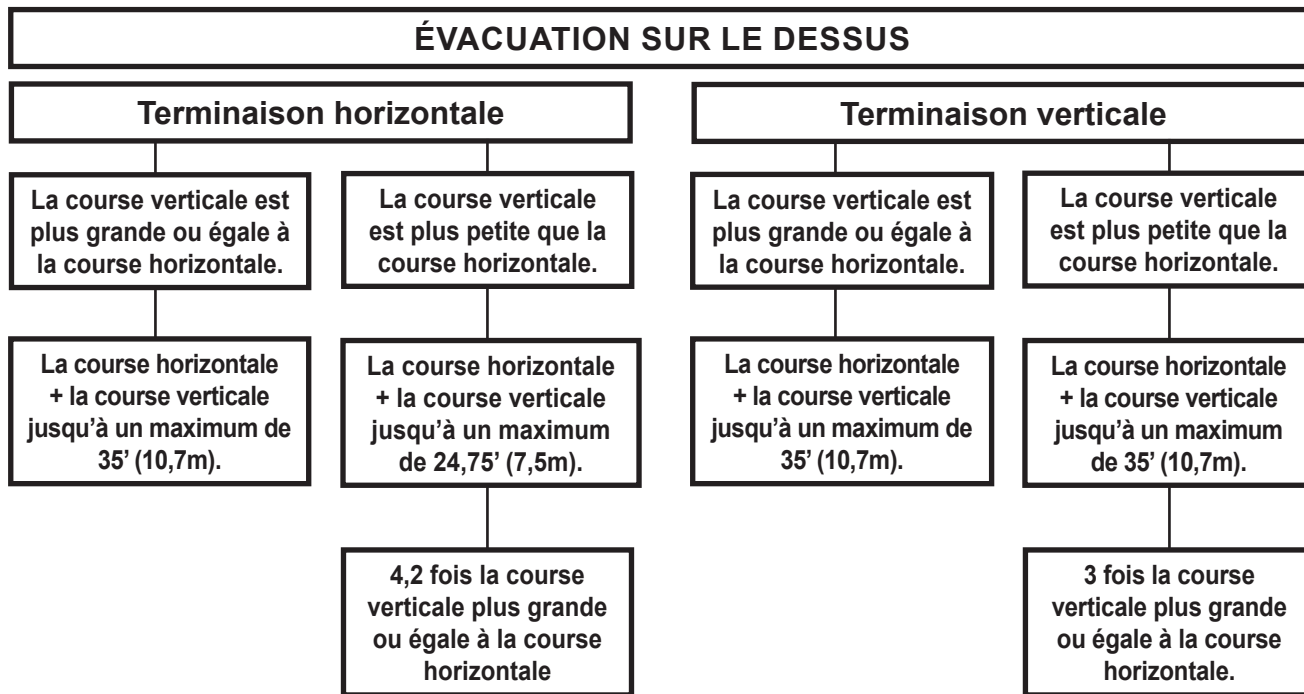 ÉVACUATION SUR LE DESSUS
Terminaison horizontale
La course verticale est
plus grande ou égale à
la course horizontale.
La course horizontale
+ la course verticale
jusqu’à un maximum de
35’ (10,7m).
La course verticale
est plus petite que la
course horizontale.
La course horizontale
+ la course verticale
jusqu’à un maximum
de 24,75’ (7,5m).
4,2 fois la course
verticale plus grande
ou égale à la course
horizontale
Terminaison verticale
La course verticale est
plus grande ou égale à
la course horizontale.
La course horizontale
+ la course verticale
jusqu’à un maximum de
35’ (10,7m).
La course verticale
est plus petite que la
course horizontale.
La course horizontale
+ la course verticale
jusqu’à un maximum
de 35’ (10,7m).
3 fois la course
verticale plus grande
ou égale à la course
horizontale.